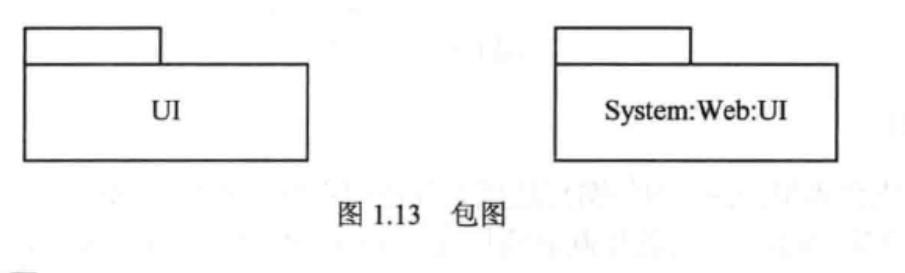 UI
System:Web:UI
图 1.13 包图